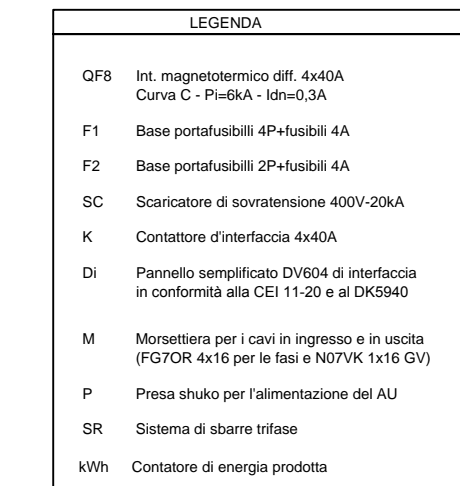 LEGENDA
QF8 Int. magnetotermico diff. 4x40A
Curva C - Pi=6kA - Idn=0,3A
F1 Base portafusibilli 4P+fusibili 4A
F2 Base portafusibilli 2P+fusibili 4A
SC Scaricatore di sovratensione 400V-20kA
K Contattore d'interfaccia 4x40A
Di Pannello semplificato DV604 di interfaccia
in conformità alla CEI 11-20 e al DK5940
M Morsettiera per i cavi in ingresso e in uscita
(FG7OR 4x16 per le fasi e N07VK 1x16 GV)
P Presa shuko per l'alimentazione del AU
SR Sistema di sbarre trifase
kWh Contatore di energia prodotta